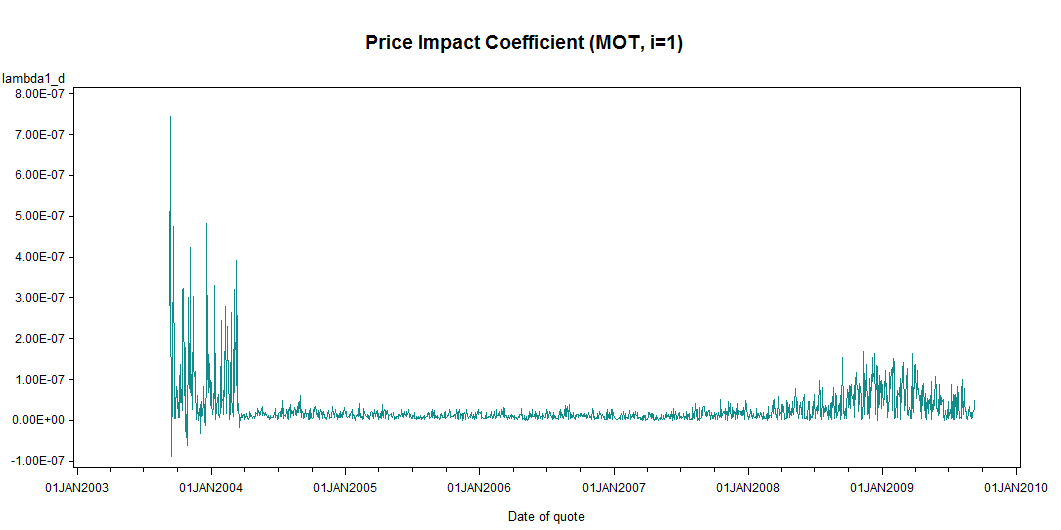 Price Impact Coefficient (MOT, i=1)
lambda1_d
8.00E-07
7.00E-07
6.00E-07
5.00E-07
4.00E-07
3.00E-07
2.00E-07
1.00E-07
0.00E+00
-1.00E-07
01JAN2003 01JAN2004 01JAN2005 01JAN2006 01JAN2007 01JAN2008 01JAN2009 01JAN2010
Date of quote